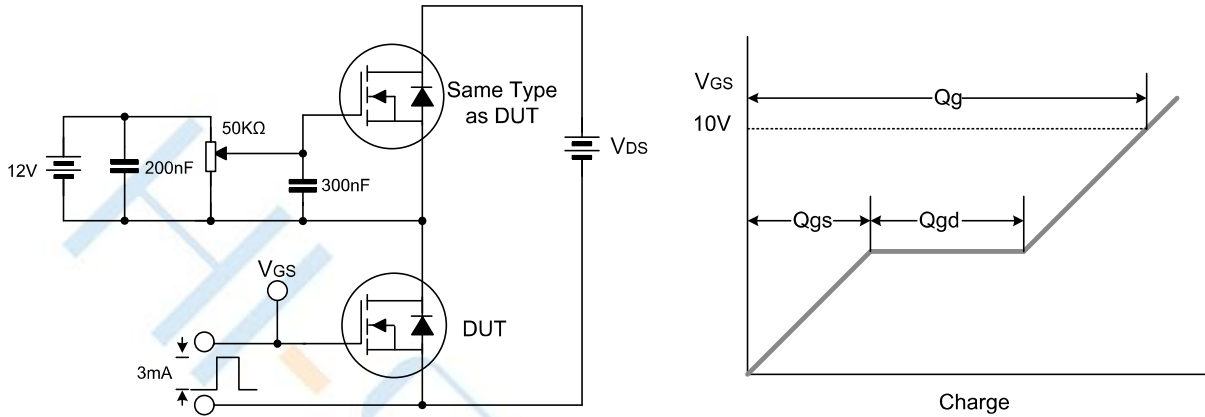 Same Type
as DUT
50KΩ
12V
200nF
300nF
VDS
VGS
DUT
3mA
VGS
10V
Qg
Qgs
Qgd
Charge